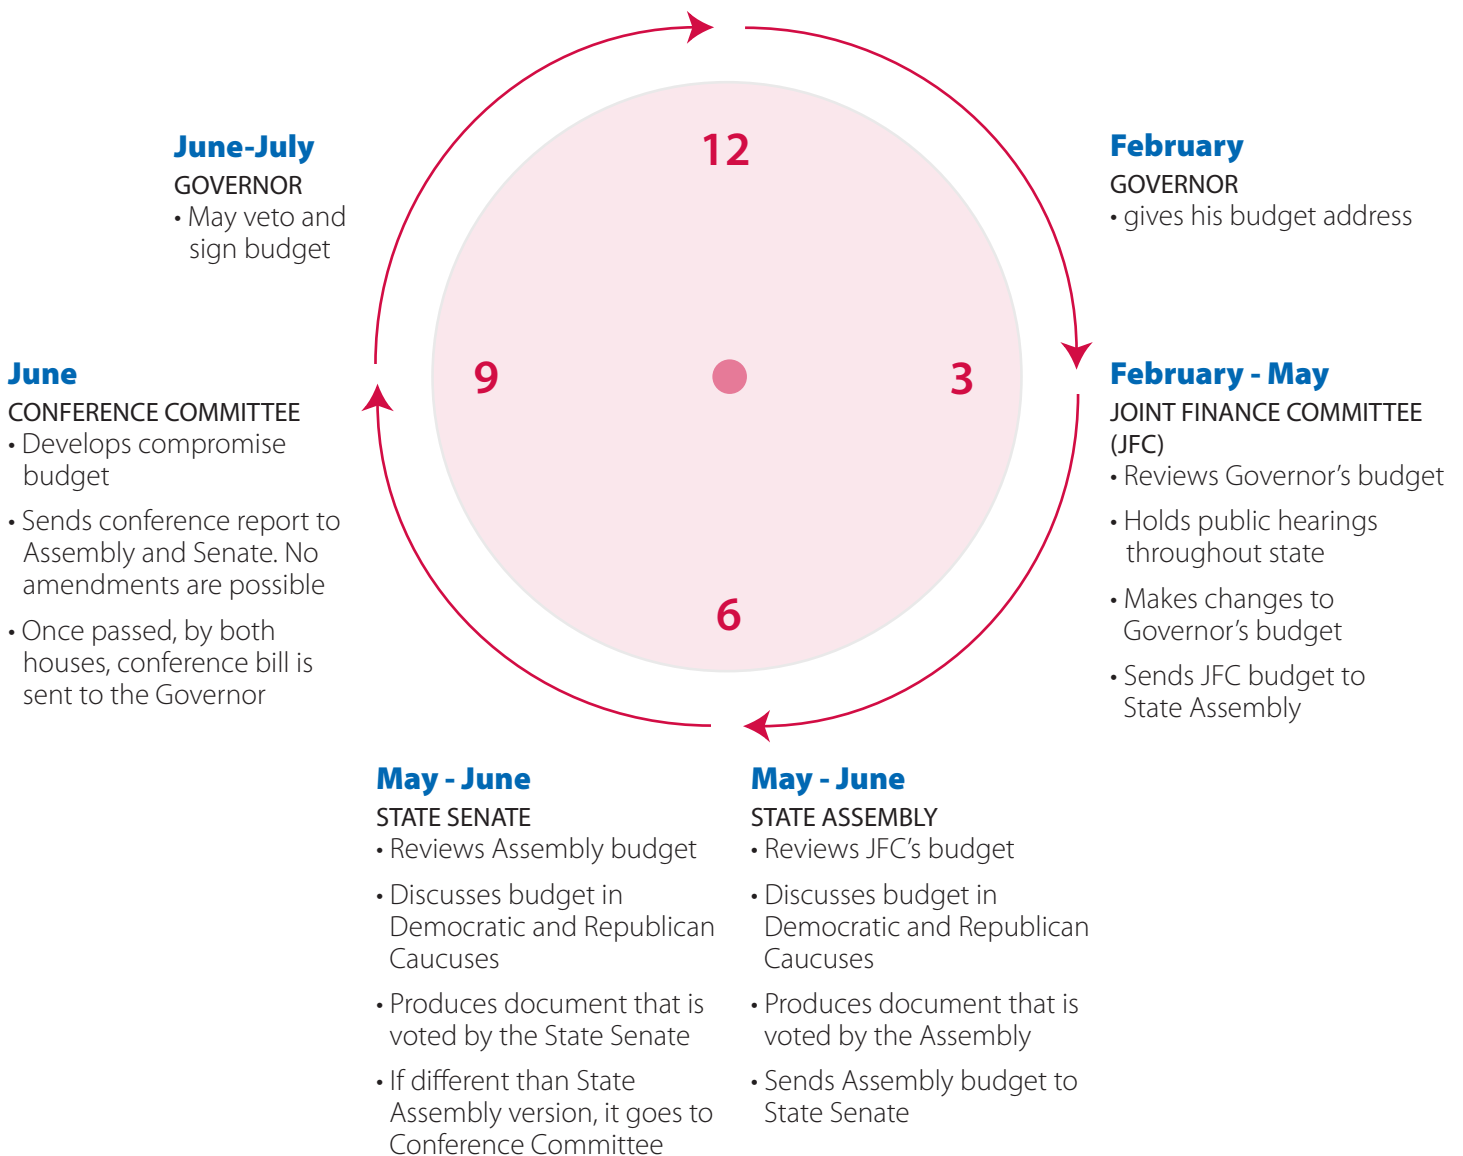 12
3
6
9
February
GOVERNOR
• gives his budget address
February - May
JOINT FINANCE COMMITTEE
(JFC)
• Reviews Governor’s budget
• Holds public hearings
throughout state
• Makes changes to
Governor’s budget
• Sends JFC budget to
State Assembly
May - June
STATE ASSEMBLY
• Reviews JFC’s budget
• Discusses budget in
Democratic and Republican
Caucuses
• Produces document that is
voted by the Assembly
• Sends Assembly budget to
State Senate
May - June
STATE SENATE
• Reviews Assembly budget
• Discusses budget in
Democratic and Republican
Caucuses
• Produces document that is
voted by the State Senate
• If different than State
Assembly version, it goes to
Conference Committee
June
CONFERENCE COMMITTEE
• Develops compromise
budget
• Sends conference report to
Assembly and Senate. No
amendments are possible
• Once passed, by both
houses, conference bill is
sent to the Governor
June-July
GOVERNOR
• May veto and
sign budget